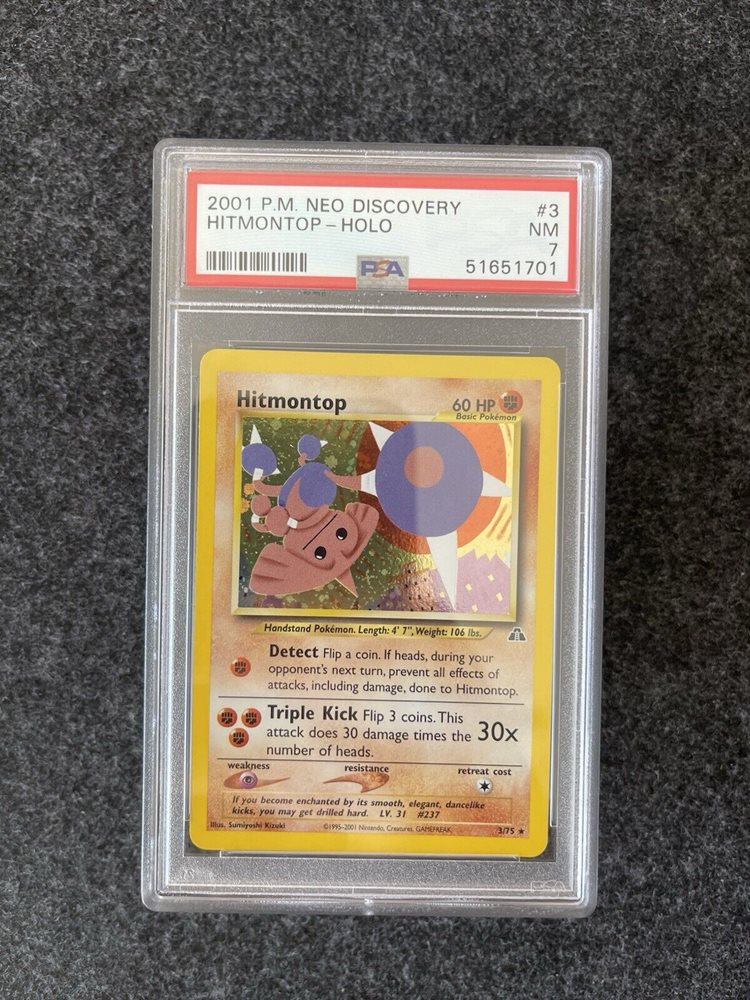 2001 P.M. NEO DISCOVERY #3
HITMONTOP - HOLO NM
7
PSA 51651701
Hitmontop 60 HP
Basic Pokémon
Handstand Pokémon. Length: 4' 7", Weight: 106 lbs.
Detect Flip a coin. If heads, during your
opponent's next turn, prevent all effects of
attacks, including damage, done to Hitmontop.
Triple Kick Flip 3 coins. This
attack does 30 damage times the 30x
number of heads.
weakness resistance retreat cost
If you become enchanted by its smooth, elegant, dancelike
kicks, you may get drilled hard. LV. 31 #237
Illus. Sumiyoshi Kizuki ©1995-2001 Nintendo, Creatures, GAMEFREAK 3/75 ★